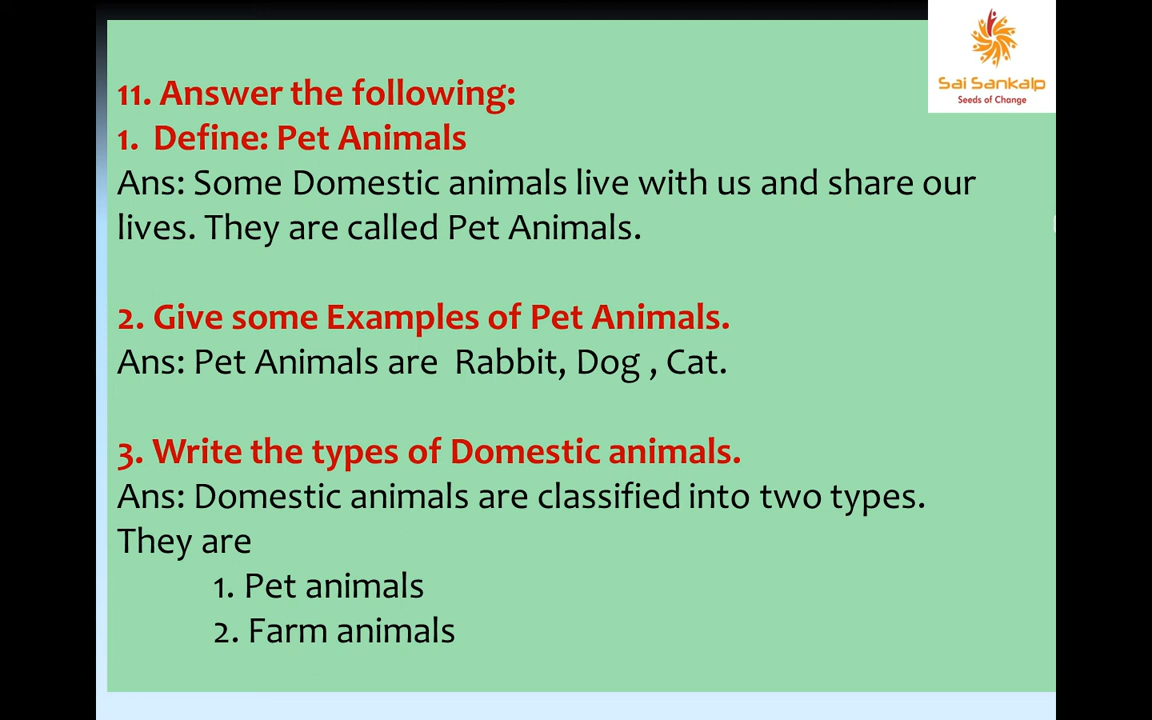 Sai Sankalp
Seeds of Change
11. Answer the following:
1. Define: Pet Animals
Ans: Some Domestic animals live with us and share our
lives. They are called Pet Animals.
2. Give some Examples of Pet Animals.
Ans: Pet Animals are Rabbit, Dog , Cat.
3. Write the types of Domestic animals.
Ans: Domestic animals are classified into two types.
They are
1. Pet animals
2. Farm animals